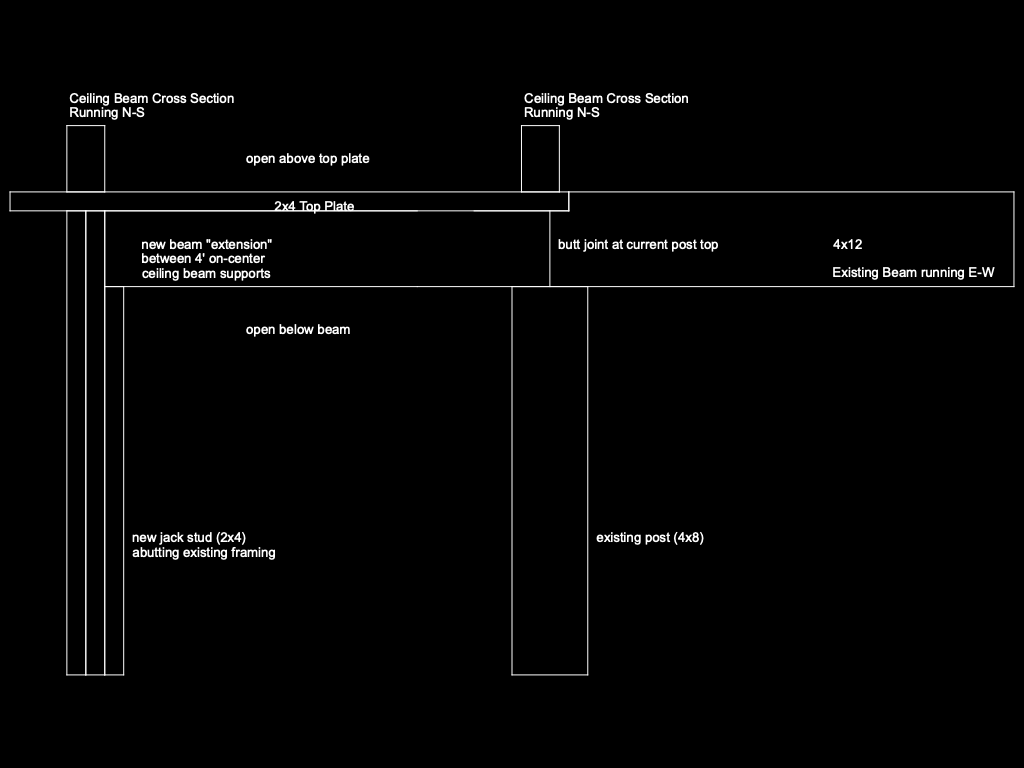 Ceiling Beam Cross Section
Running N-S
Ceiling Beam Cross Section
Running N-S
open above top plate
2x4 Top Plate
new beam "extension"
between 4' on-center
ceiling beam supports
butt joint at current post top
4x12
Existing Beam running E-W
open below beam
new jack stud (2x4)
abutting existing framing
existing post (4x8)